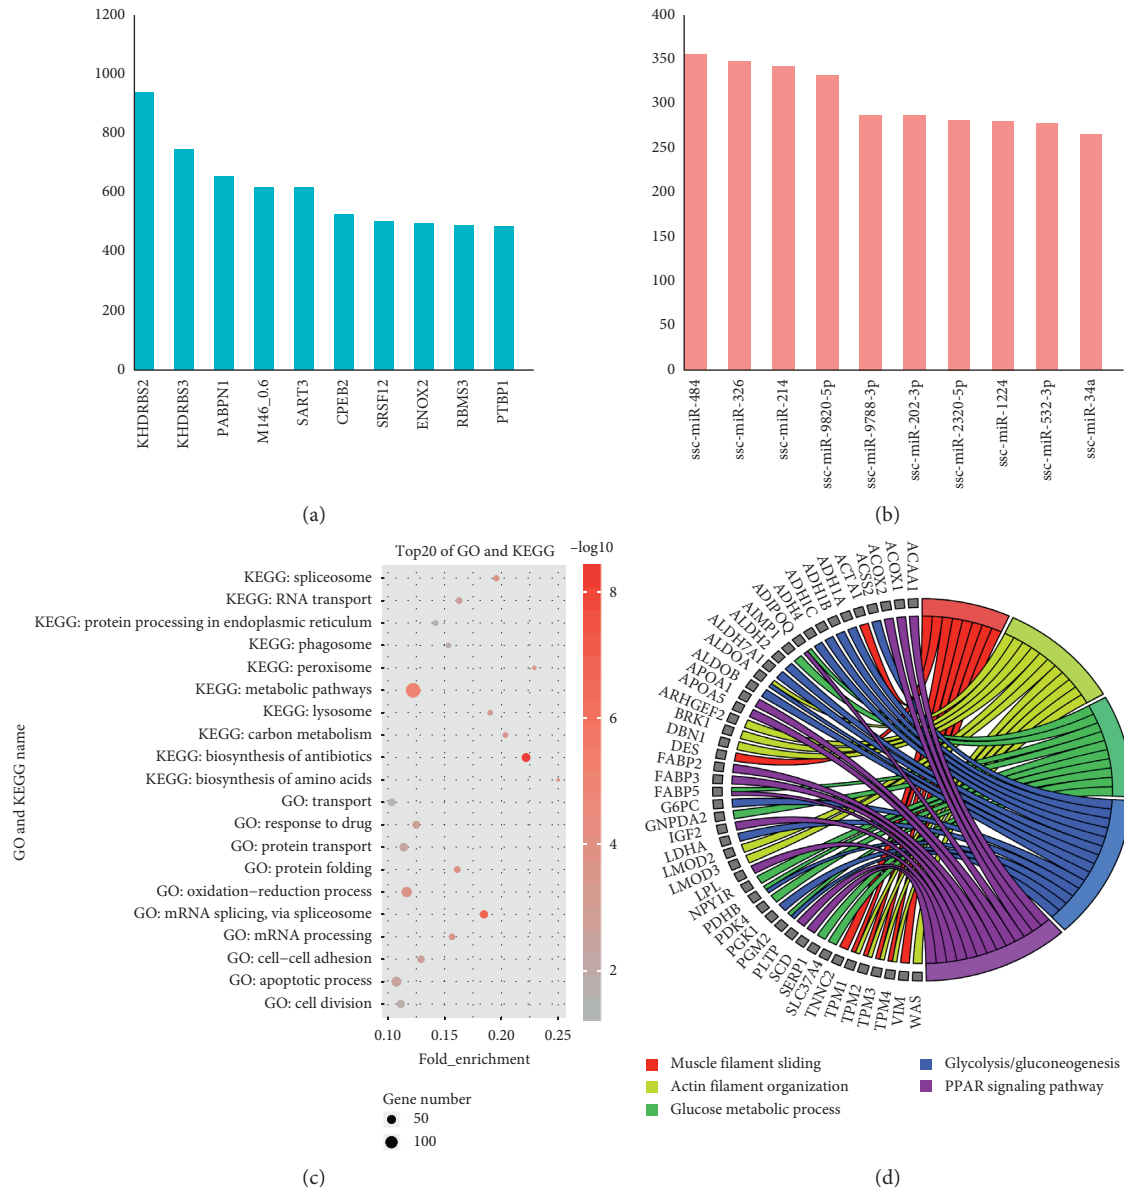 1200
1000
800
600
400
200
0
KHDRBS2
KHDRBS3
PABPN1
M146_0.6
SART3
CPEB2
SRSF12
ENOX2
RBMS3
PTBP1
(a)
400
350
300
250
200
150
100
50
0
ssc-miR-484
ssc-miR-326
ssc-miR-214
ssc-miR-9820-5p
ssc-miR-9788-3p
ssc-miR-202-3p
ssc-miR-2320-5p
ssc-miR-1224
ssc-miR-532-3p
ssc-miR-34a
(b)
Top20 of GO and KEGG
−log10
GO and KEGG name
KEGG: spliceosome
KEGG: RNA transport
KEGG: protein processing in endoplasmic reticulum
KEGG: phagosome
KEGG: peroxisome
KEGG: metabolic pathways
KEGG: lysosome
KEGG: carbon metabolism
KEGG: biosynthesis of antibiotics
KEGG: biosynthesis of amino acids
GO: transport
GO: response to drug
GO: protein transport
GO: protein folding
GO: oxidation−reduction process
GO: mRNA splicing, via spliceosome
GO: mRNA processing
GO: cell−cell adhesion
GO: apoptotic process
GO: cell division
0.10 0.15 0.20 0.25
Fold_enrichment
8
6
4
2
Gene number
50
100
(c)
ACAA1
ACOX1
ACOX2
ACSS2
ACTA1
ADH1A
ADH1B
ADH1C
ADH4
ADIPOQ
AIMP1
ALDH2
ALDH7A1
ALDOA
ALDOB
APOA1
APOA5
ARHGEF2
BRK1
DBN1
DES
FABP2
FABP3
FABP5
G6PC
GNPDA2
IGF2
LDHA
LMOD2
LMOD3
LPL
NPY1R
PDHB
PDK4
PGK1
PGM2
PLTP
SCD
SERP1
SLC37A4
TNNC2
TPM1
TPM2
TPM3
TPM4
VIM
WAS
Muscle filament sliding
Actin filament organization
Glucose metabolic process
Glycolysis/gluconeogenesis
PPAR signaling pathway
(d)